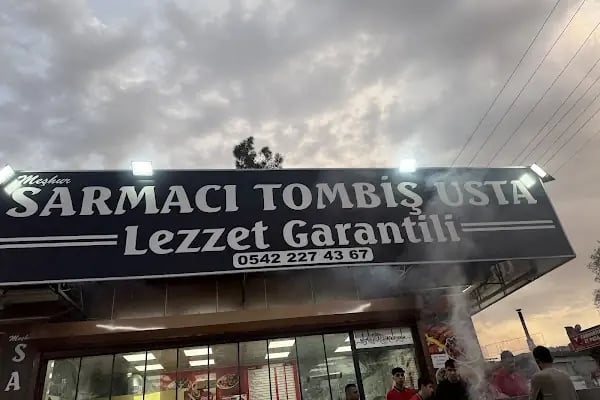 Meşhur
SARMACI TOMBİŞ USTA
Lezzet Garantili
0542 227 43 67
S
A